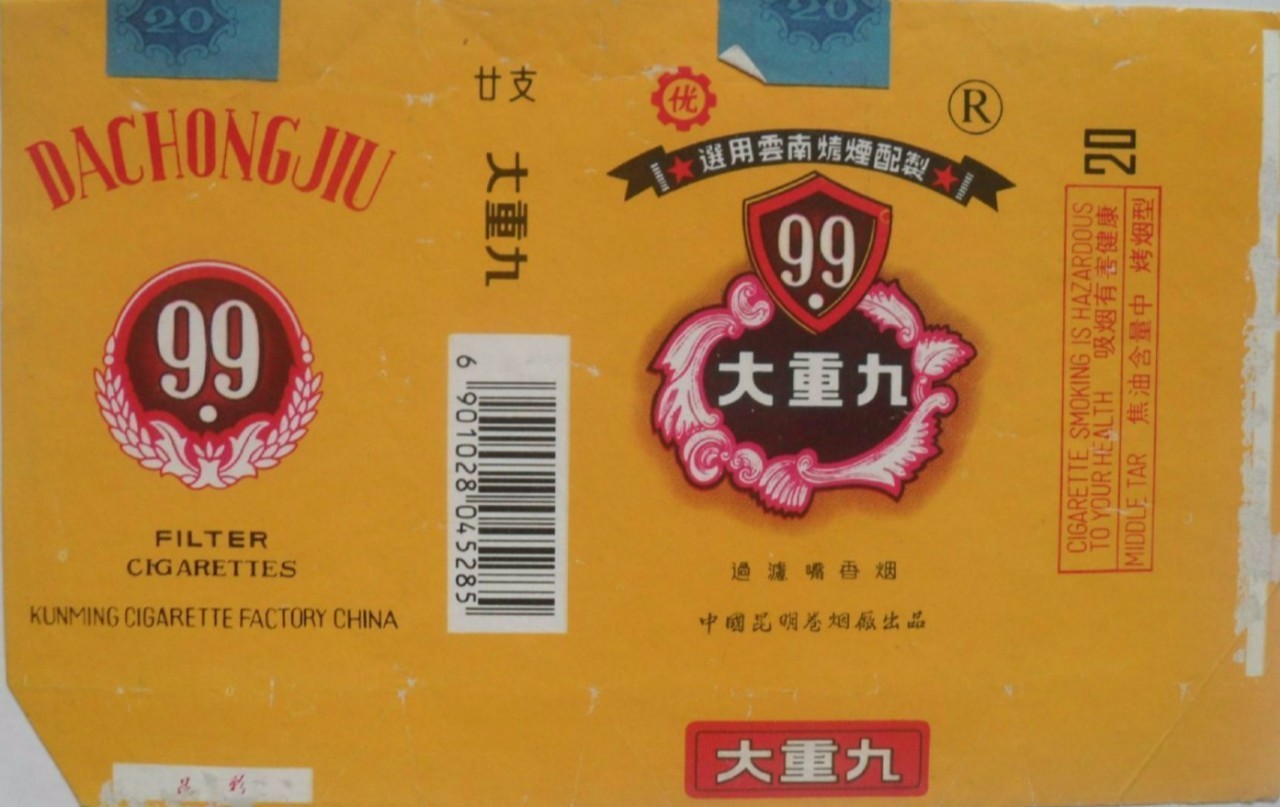 20
DACHONGJIU
99
FILTER
CIGARETTES
KUNMING CIGARETTE FACTORY CHINA
廿支
大重九
6 901028 045285
20
优
®
選用雲南烤煙配製
99
大重九
過濾嘴香烟
中國昆明卷烟廠出品
大重九
20
CIGARETTE SMOKING IS HAZARDOUS
TO YOUR HEALTH 吸烟有害健康
MIDDLE TAR 焦油含量中 烤烟型